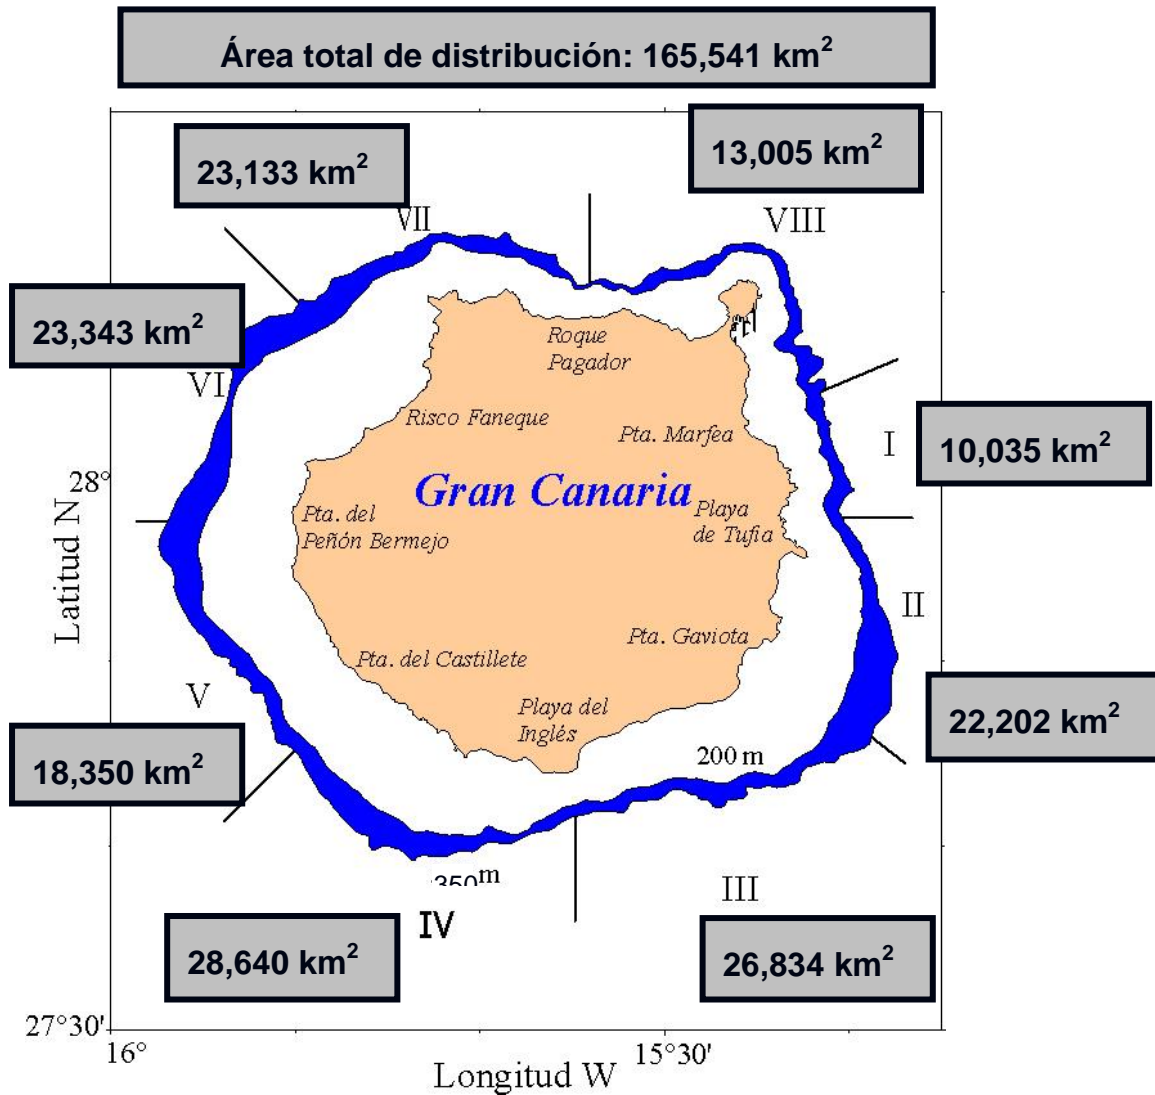 Área total de distribución: 165,541 km²
23,133 km²
13,005 km²
VII
VIII
23,343 km²
VI
Roque
Pagador
Risco Faneque
Pta. Marfea
I
10,035 km²
28°
Gran Canaria
Pta. del
Peñón Bermejo
Playa
de Tufia
Latitud N
II
Pta. Gaviota
Pta. del Castillete
V
Playa del
Inglés
22,202 km²
18,350 km²
200 m
350 m
III
IV
28,640 km²
26,834 km²
27°30'
16°
15°30'
Longitud W